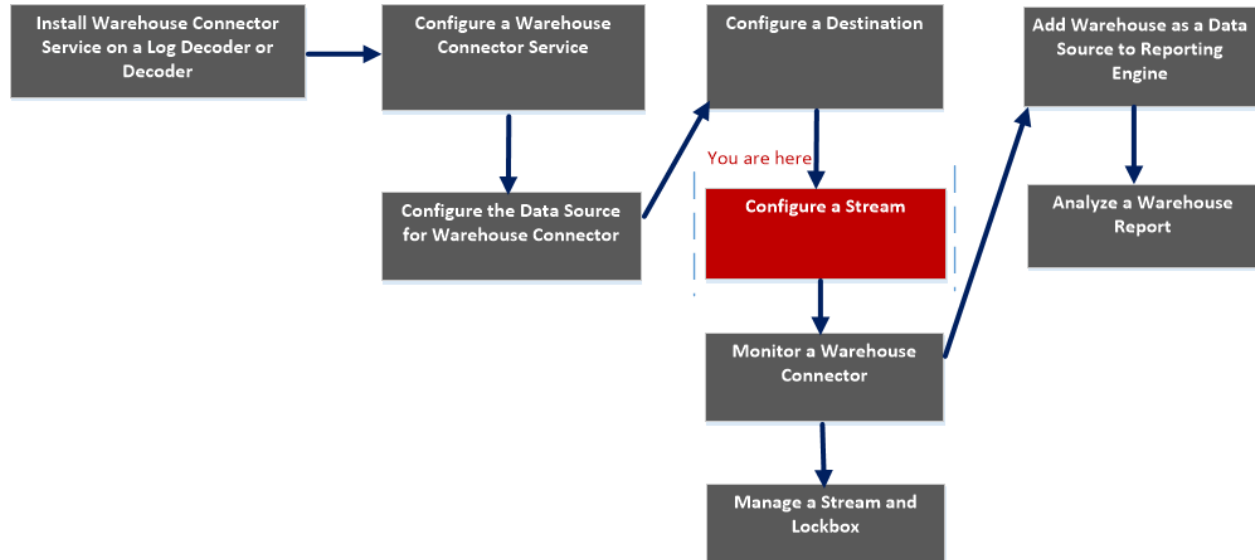 Install Warehouse Connector
Service on a Log Decoder or
Decoder
Configure a Warehouse
Connector Service
Configure the Data Source
for Warehouse Connector
Configure a Destination
You are here
Configure a Stream
Monitor a Warehouse
Connector
Manage a Stream and
Lockbox
Add Warehouse as a Data
Source to Reporting
Engine
Analyze a Warehouse
Report